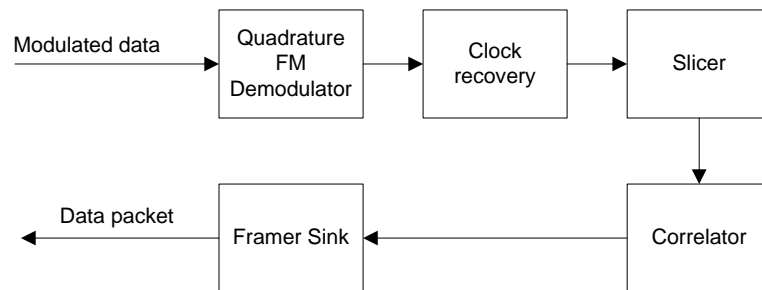 Modulated data
Quadrature
FM
Demodulator
Clock
recovery
Slicer
Data packet
Framer Sink
Correlator